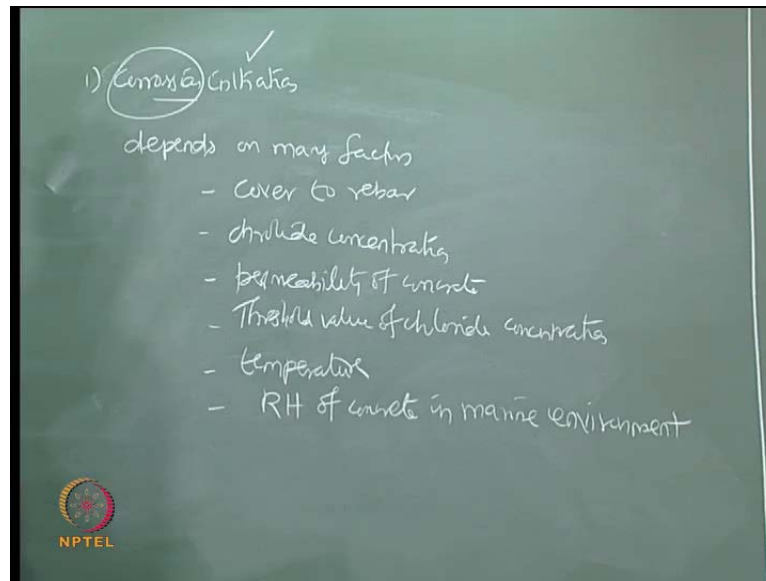 1) Corrosion initiation
depends on many factors
- cover to rebar
- chloride concentration
- permeability of concrete
- Threshold value of chloride concentration
- temperature
- RH of concrete in marine environment
NPTEL